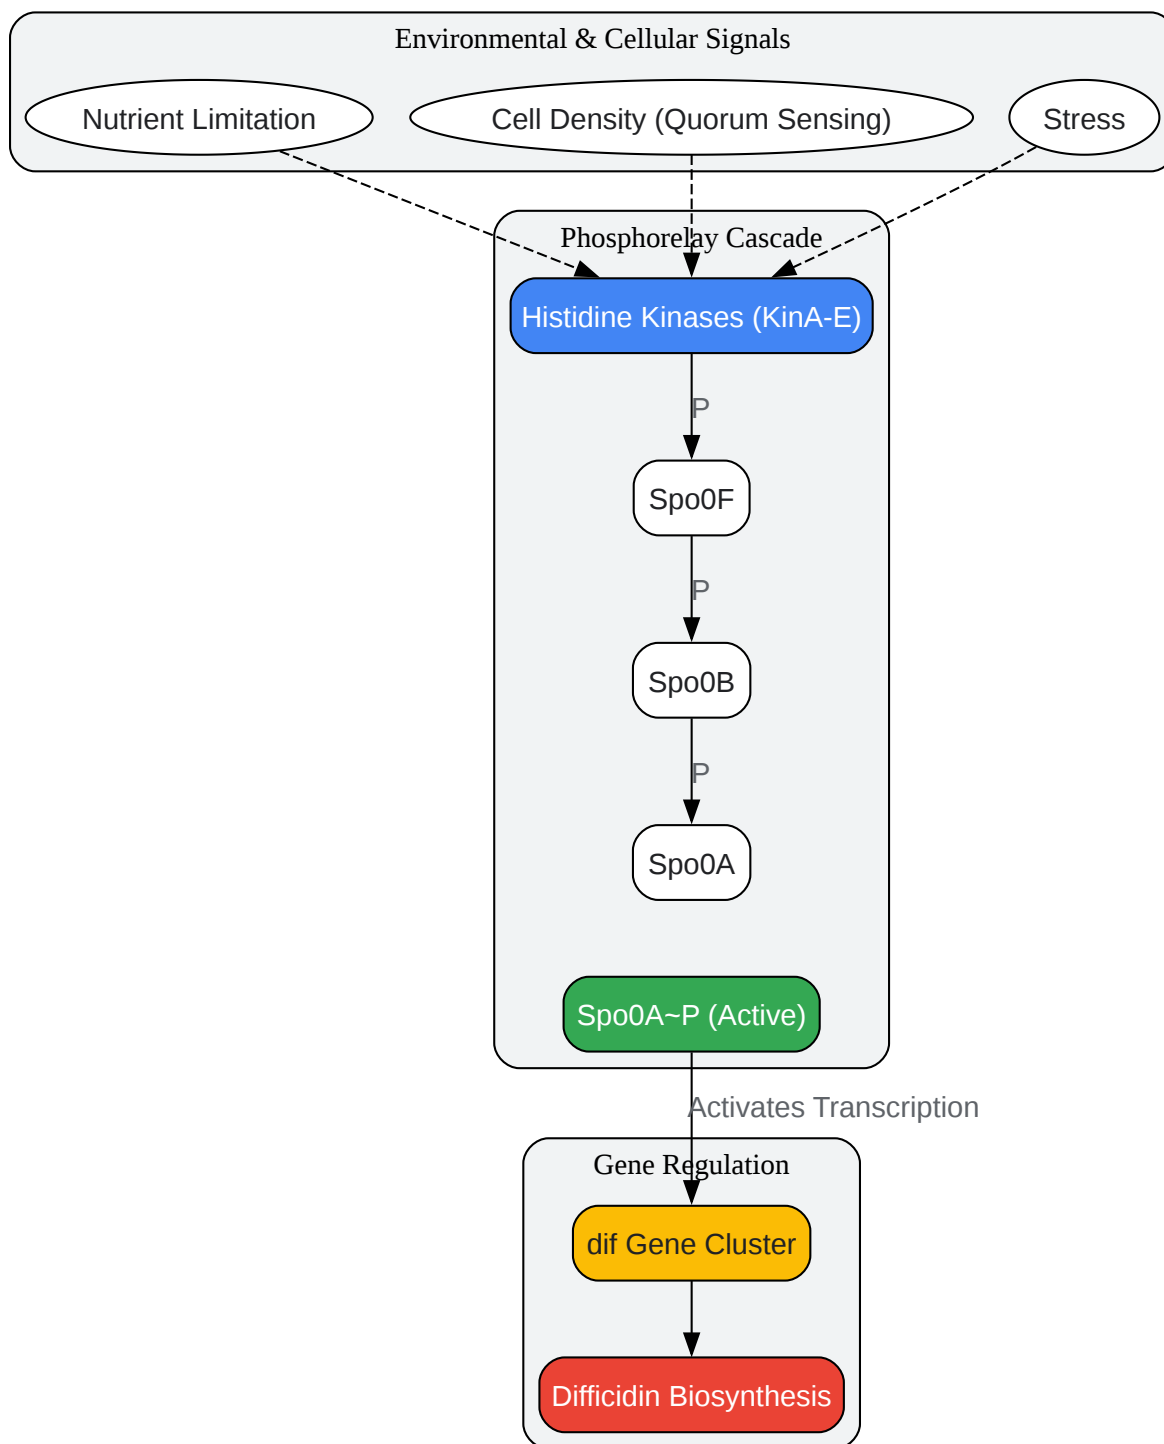 Environmental & Cellular Signals
Nutrient Limitation
Cell Density (Quorum Sensing)
Stress
Phosphorelay Cascade
Histidine Kinases (KinA-E)
P
Spo0F
P
Spo0B
P
Spo0A
Spo0A~P (Active)
Activates Transcription
Gene Regulation
dif Gene Cluster
Difficidin Biosynthesis